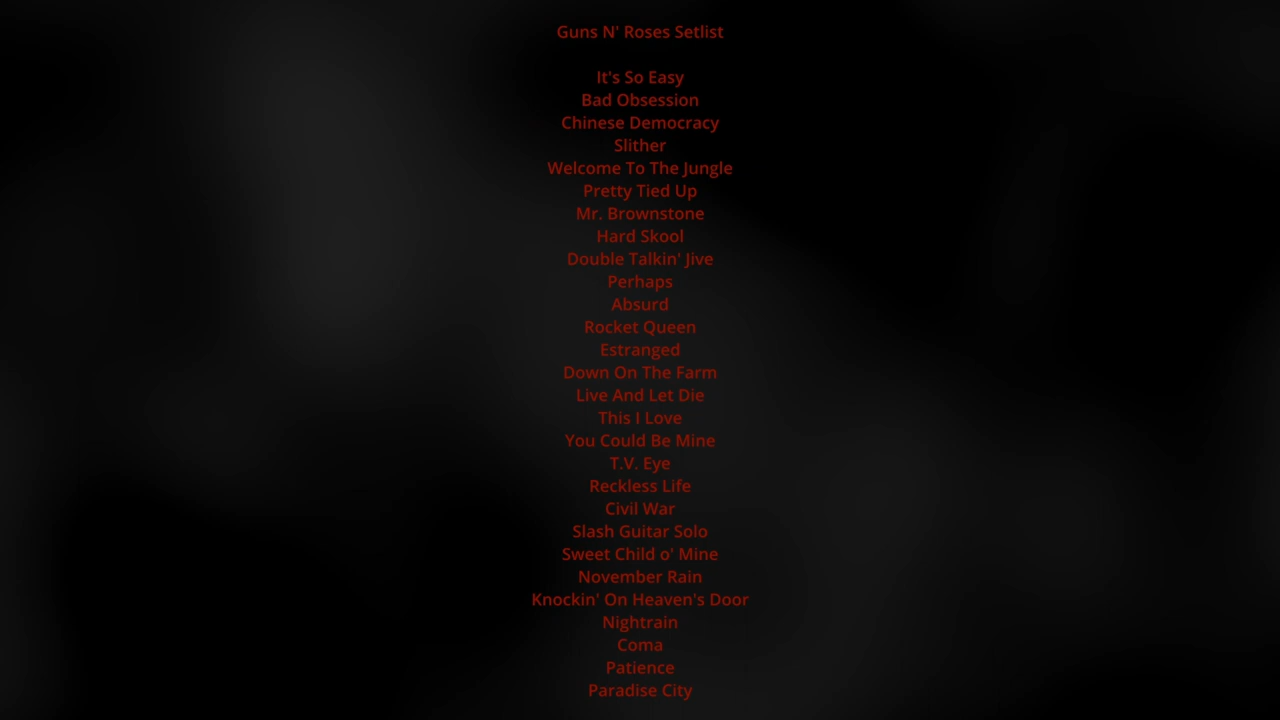 Guns N' Roses Setlist
It's So Easy
Bad Obsession
Chinese Democracy
Slither
Welcome To The Jungle
Pretty Tied Up
Mr. Brownstone
Hard Skool
Double Talkin' Jive
Perhaps
Absurd
Rocket Queen
Estranged
Down On The Farm
Live And Let Die
This I Love
You Could Be Mine
T.V. Eye
Reckless Life
Civil War
Slash Guitar Solo
Sweet Child o' Mine
November Rain
Knockin' On Heaven's Door
Nightrain
Coma
Patience
Paradise City